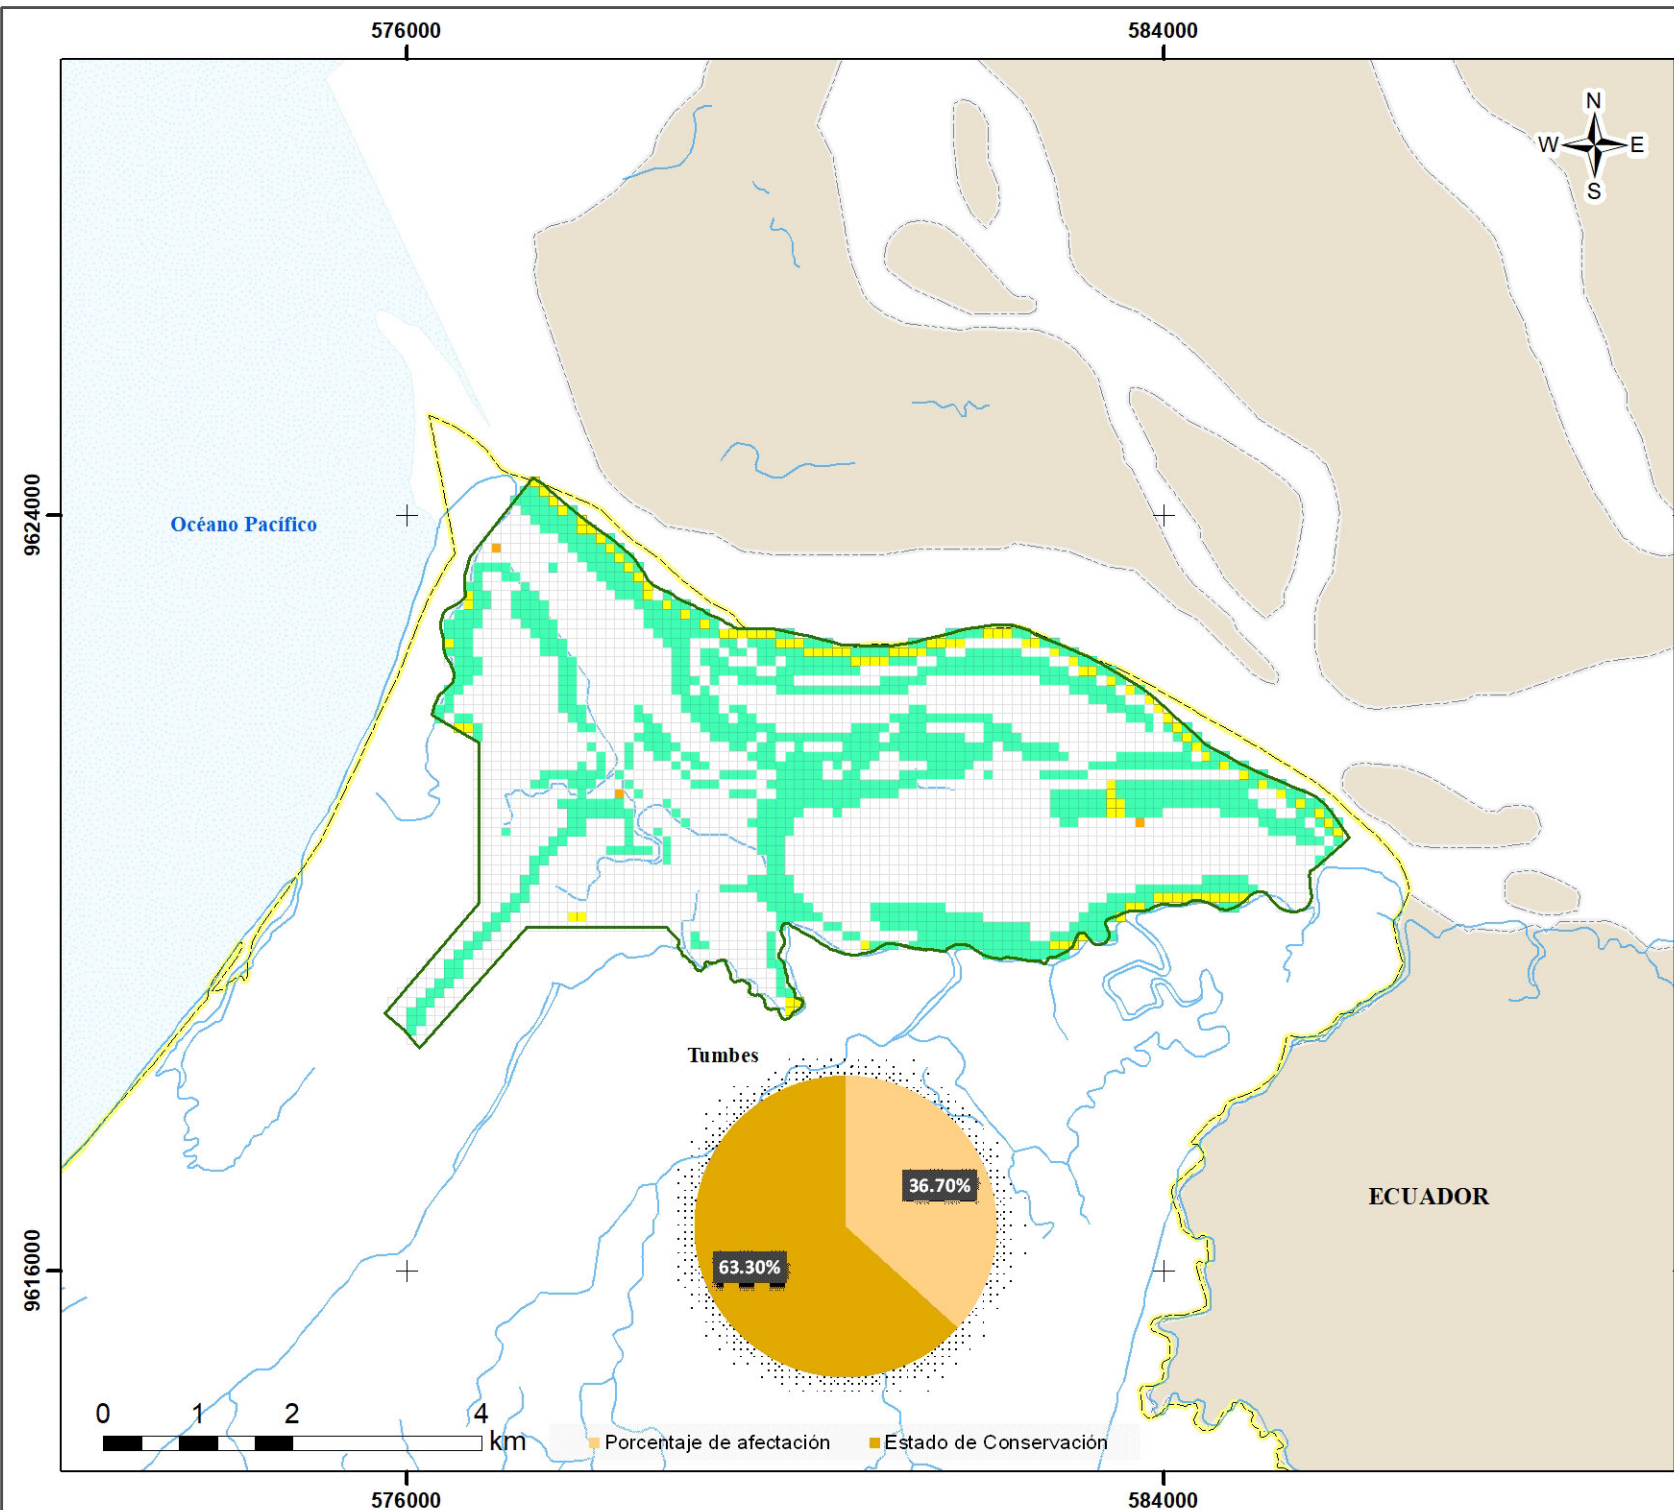 576000
584000
N
W
E
S
9624000
Océano Pacífico
Tumbes
36.70%
ECUADOR
63.30%
9616000
0
1
2
4
km
Porcentaje de afectación
Estado de Conservación
576000
584000